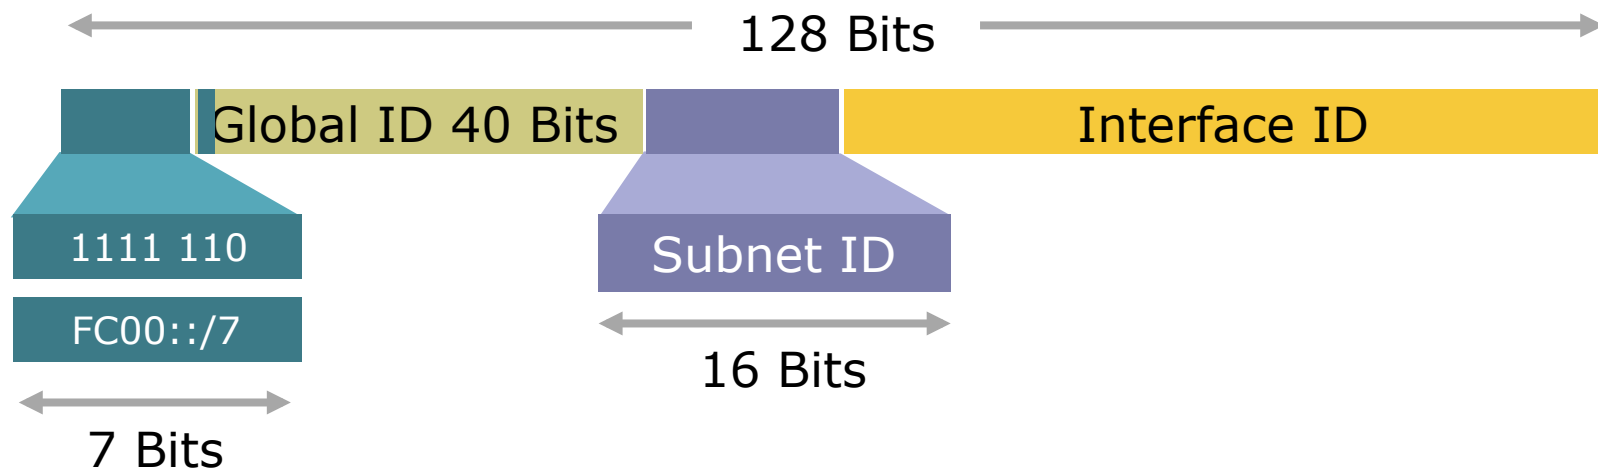 128 Bits
Global ID 40 Bits
Interface ID
1111 110
Subnet ID
FC00::/7
16 Bits
7 Bits